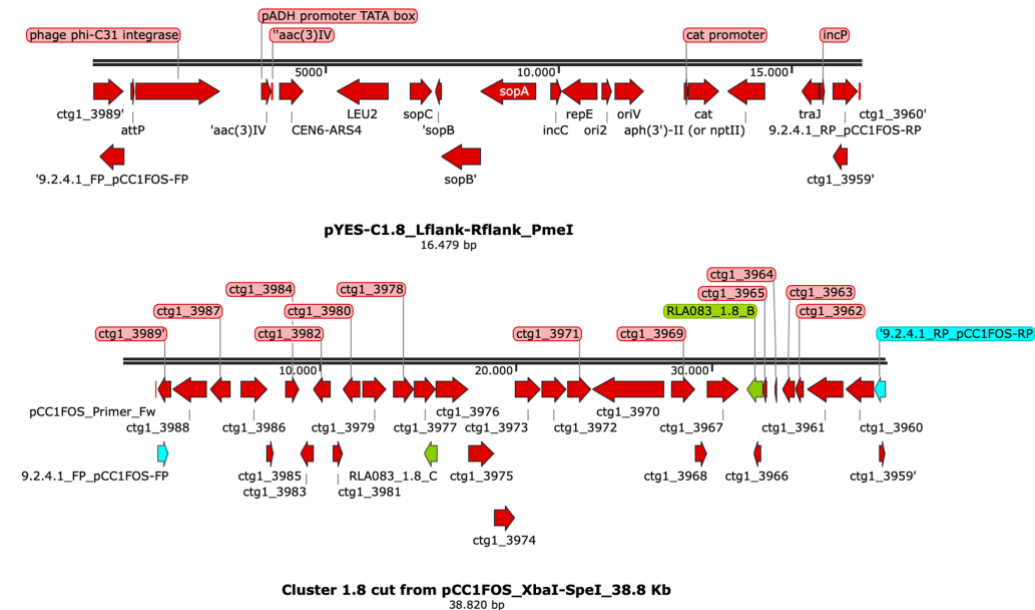 pADH promoter TATA box
phage phi-C31 integrase "aac(3)IV cat promoter incP
5000 10.000 15.000
sopA
ctg1_3989' LEU2 sopC repE oriV cat traJ ctg1_3960'
attP 'aac(3)IV CEN6-ARS4 'sopB incC ori2 aph(3')-II (or nptII) 9.2.4.1_RP_pCC1FOS-RP
'9.2.4.1_FP_pCC1FOS-FP sopB' ctg1_3959'
pYES-C1.8_Lflank-Rflank_PmeI
16.479 bp
ctg1_3964
ctg1_3984 ctg1_3978 ctg1_3965 ctg1_3963
ctg1_3987 ctg1_3980 RLA083_1.8_B ctg1_3962
ctg1_3989' ctg1_3982 ctg1_3971 ctg1_3969 '9.2.4.1_RP_pCC1FOS-RP
10.000 20.000 30.000
pCC1FOS_Primer_Fw ctg1_3976 ctg1_3970
ctg1_3988 ctg1_3986 ctg1_3979 ctg1_3977 ctg1_3973 ctg1_3972 ctg1_3967 ctg1_3961 ctg1_3960
9.2.4.1_FP_pCC1FOS-FP ctg1_3985 RLA083_1.8_C ctg1_3975 ctg1_3968 ctg1_3966 ctg1_3959'
ctg1_3983 ctg1_3981
ctg1_3974
Cluster 1.8 cut from pCC1FOS_XbaI-SpeI_38.8 Kb
38.820 bp